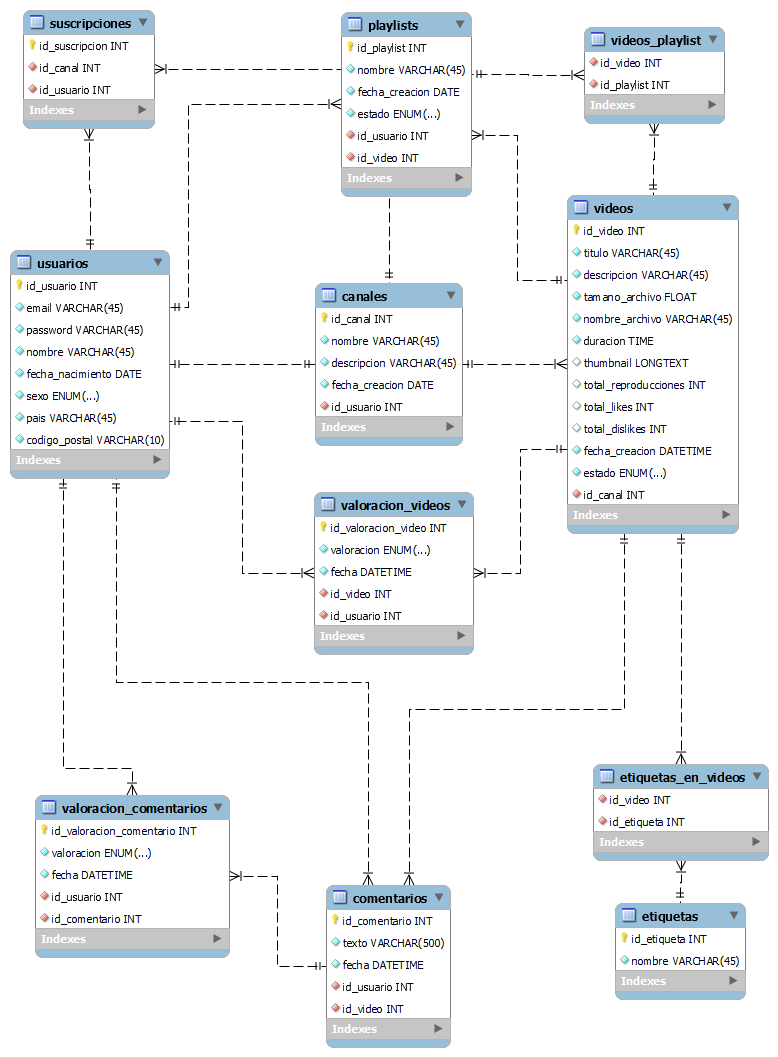 suscripciones
id_suscripcion INT
id_canal INT
id_usuario INT
Indexes
playlists
id_playlist INT
nombre VARCHAR(45)
fecha_creacion DATE
estado ENUM(...)
id_usuario INT
id_video INT
Indexes
videos_playlist
id_video INT
id_playlist INT
Indexes
usuarios
id_usuario INT
email VARCHAR(45)
password VARCHAR(45)
nombre VARCHAR(45)
fecha_nacimiento DATE
sexo ENUM(...)
pais VARCHAR(45)
codigo_postal VARCHAR(10)
Indexes
canales
id_canal INT
nombre VARCHAR(45)
descripcion VARCHAR(45)
fecha_creacion DATE
id_usuario INT
Indexes
videos
id_video INT
titulo VARCHAR(45)
descripcion VARCHAR(45)
tamano_archivo FLOAT
nombre_archivo VARCHAR(45)
duracion TIME
thumbnail LONGTEXT
total_reproducciones INT
total_likes INT
total_dislikes INT
fecha_creacion DATETIME
estado ENUM(...)
id_canal INT
Indexes
valoracion_videos
id_valoracion_video INT
valoracion ENUM(...)
fecha DATETIME
id_video INT
id_usuario INT
Indexes
valoracion_comentarios
id_valoracion_comentario INT
valoracion ENUM(...)
fecha DATETIME
id_usuario INT
id_comentario INT
Indexes
comentarios
id_comentario INT
texto VARCHAR(500)
fecha DATETIME
id_usuario INT
id_video INT
Indexes
etiquetas_en_videos
id_video INT
id_etiqueta INT
Indexes
etiquetas
id_etiqueta INT
nombre VARCHAR(45)
Indexes